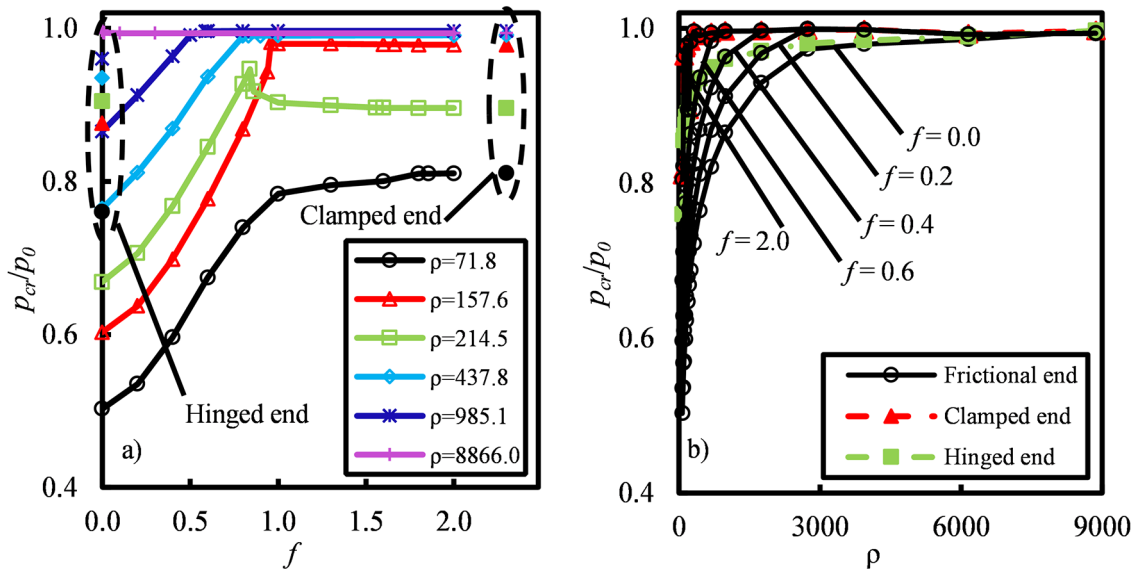 1.0
0.8
0.6
0.4
p_cr/p_0
0.0 0.5 1.0 1.5 2.0
f
Clamped end
Hinged end
a)
ρ=71.8
ρ=157.6
ρ=214.5
ρ=437.8
ρ=985.1
ρ=8866.0
1.0
0.8
0.6
0.4
p_cr/p_0
0 3000 6000 9000
ρ
f = 0.0
f = 0.2
f = 0.4
f = 2.0
f = 0.6
b)
Frictional end
Clamped end
Hinged end